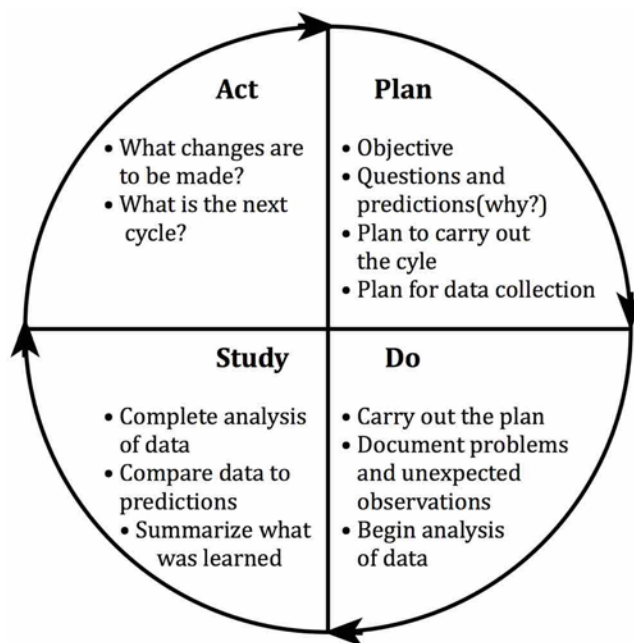 Act
• What changes are
to be made?
• What is the next
cycle?
Plan
• Objective
• Questions and
predictions(why?)
• Plan to carry out
the cyle
• Plan for data collection
Study
• Complete analysis
of data
• Compare data to
predictions
• Summarize what
was learned
Do
• Carry out the plan
• Document problems
and unexpected
observations
• Begin analysis
of data